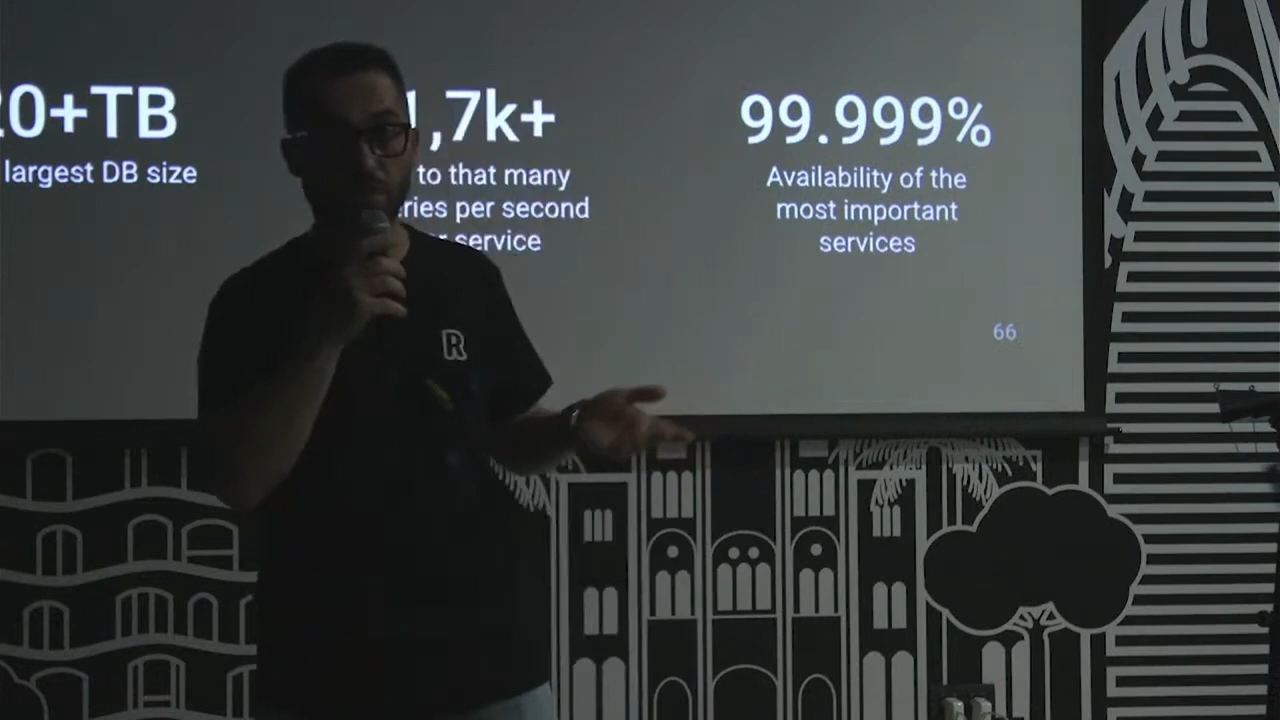 0+TB
largest DB size
,7k+
to that many
ries per second
service
99.999%
Availability of the
most important
services
66
R